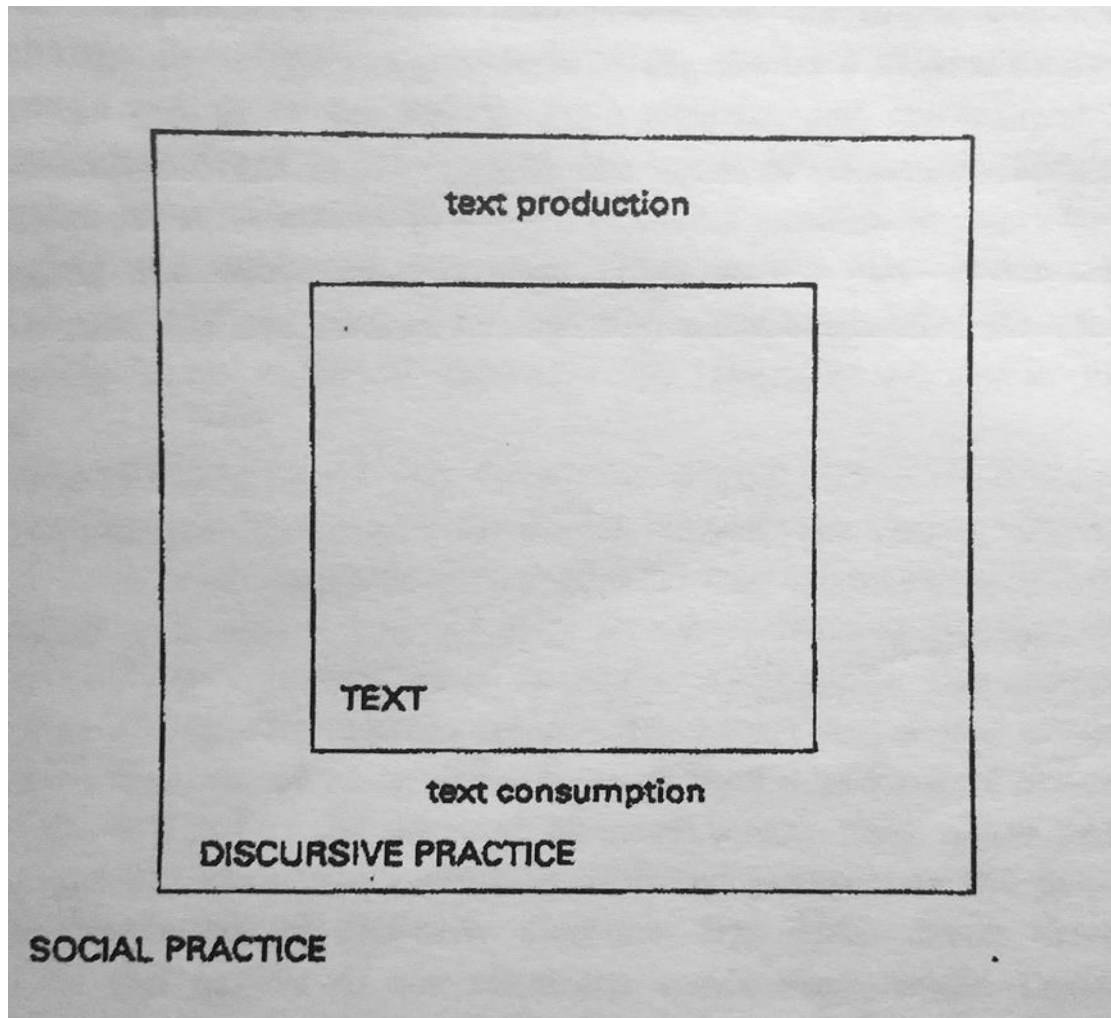 text production
TEXT
text consumption
DISCURSIVE PRACTICE
SOCIAL PRACTICE